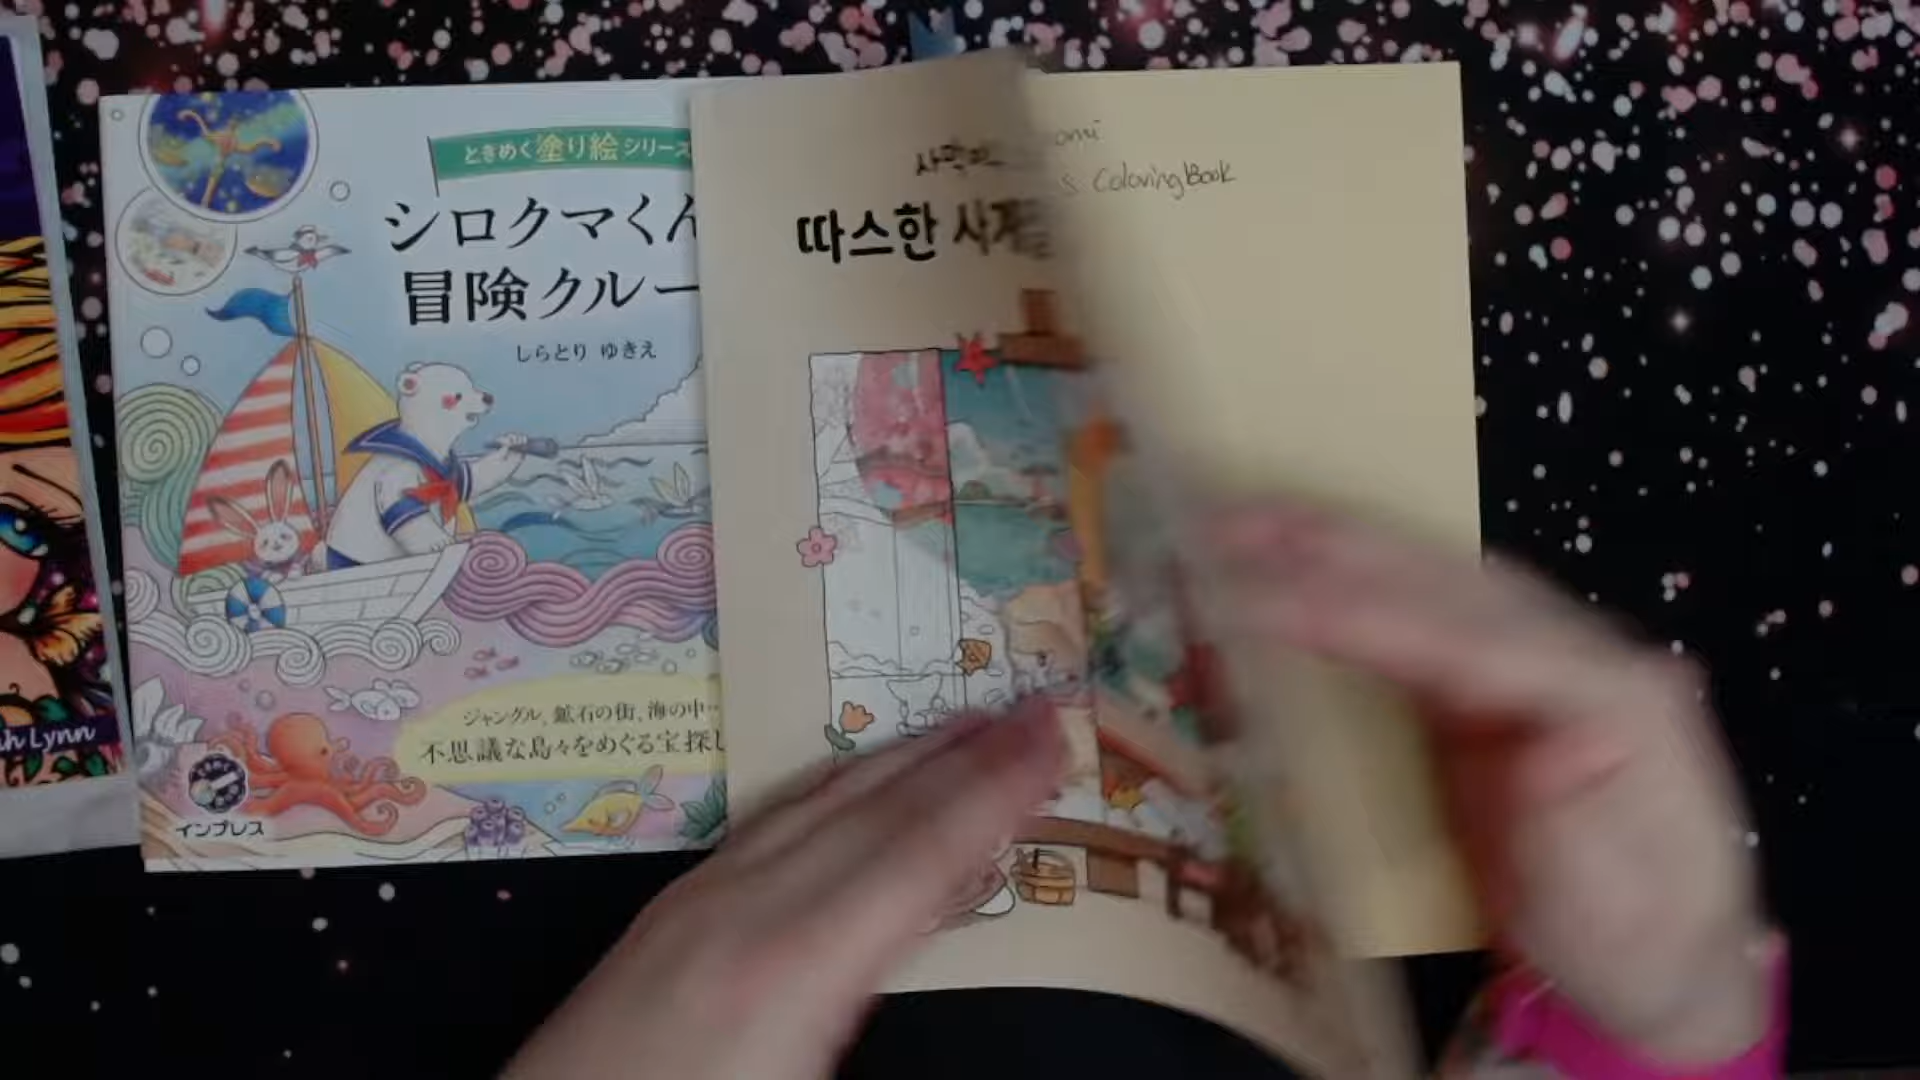 ときめく塗り絵シリーズ
シロクマくん
冒険クルー
しらとり ゆきえ
ジャングル、鉱石の街、海の中…
不思議な島々をめぐる宝探し
インプレス
ah Lynn
따스한
omi
& Coloring Book